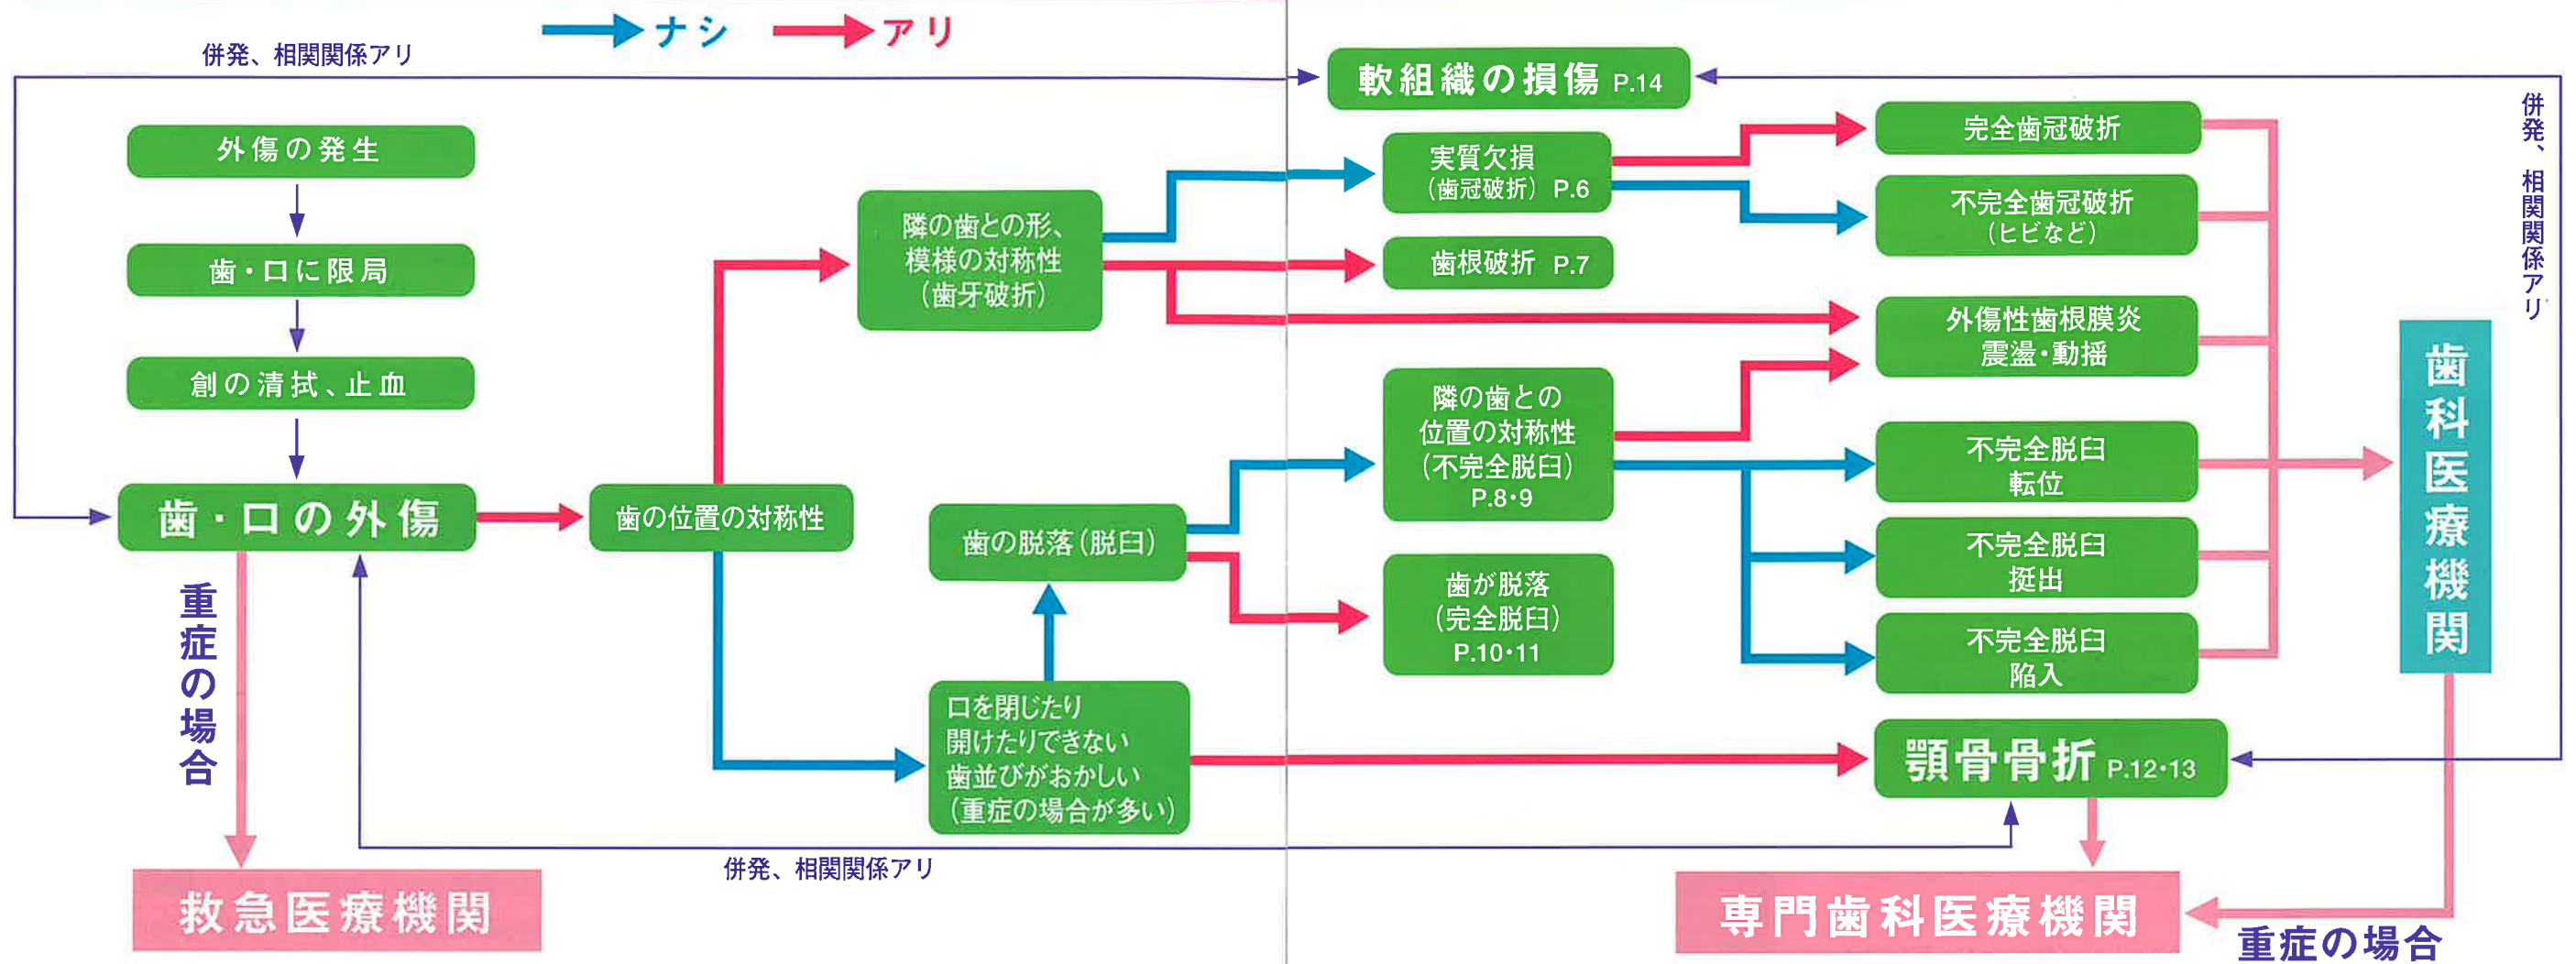 ナシ
アリ
併発、相関関係アリ
外傷の発生
歯・口に限局
創の清拭、止血
歯・口の外傷
重症の場合
救急医療機関
歯の位置の対称性
隣の歯との形、
模様の対称性
（歯牙破折）
歯の脱落（脱臼）
口を閉じたり
開けたりできない
歯並びがおかしい
（重症の場合が多い）
併発、相関関係アリ
軟組織の損傷 P.14
実質欠損
（歯冠破折） P.6
歯根破折 P.7
隣の歯との
位置の対称性
（不完全脱臼）
P.8・9
歯が脱落
（完全脱臼）
P.10・11
完全歯冠破折
不完全歯冠破折
（ヒビなど）
外傷性歯根膜炎
震盪・動揺
不完全脱臼
転位
不完全脱臼
挺出
不完全脱臼
陥入
顎骨骨折 P.12・13
併発、相関関係アリ
歯科医療機関
専門歯科医療機関
重症の場合